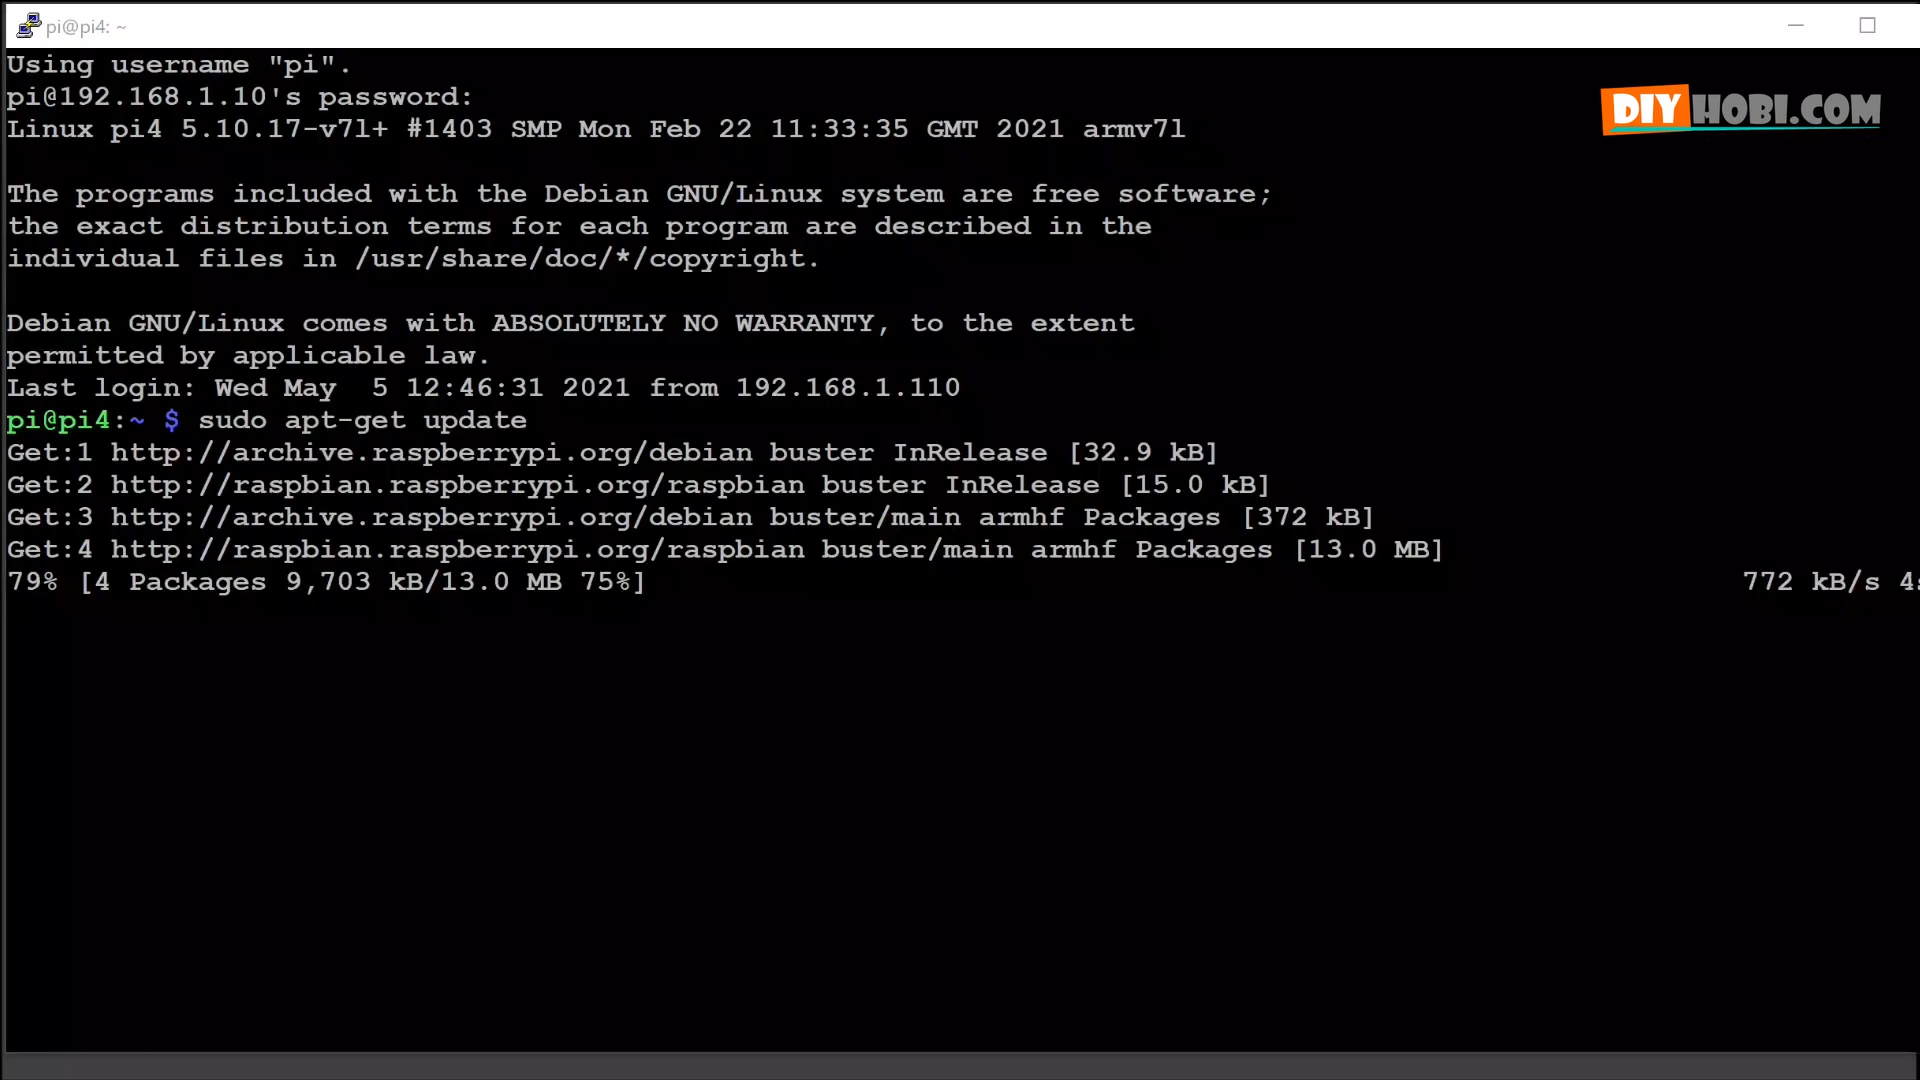 pi@pi4: ~
Using username "pi".
pi@192.168.1.10's password:
Linux pi4 5.10.17-v7l+ #1403 SMP Mon Feb 22 11:33:35 GMT 2021 armv7l
DIYHOBI.COM
The programs included with the Debian GNU/Linux system are free software;
the exact distribution terms for each program are described in the
individual files in /usr/share/doc/*/copyright.
Debian GNU/Linux comes with ABSOLUTELY NO WARRANTY, to the extent
permitted by applicable law.
Last login: Wed May  5 12:46:31 2021 from 192.168.1.110
pi@pi4:~ $ sudo apt-get update
Get:1 http://archive.raspberrypi.org/debian buster InRelease [32.9 kB]
Get:2 http://raspbian.raspberrypi.org/raspbian buster InRelease [15.0 kB]
Get:3 http://archive.raspberrypi.org/debian buster/main armhf Packages [372 kB]
Get:4 http://raspbian.raspberrypi.org/raspbian buster/main armhf Packages [13.0 MB]
79% [4 Packages 9,703 kB/13.0 MB 75%] 772 kB/s 4s